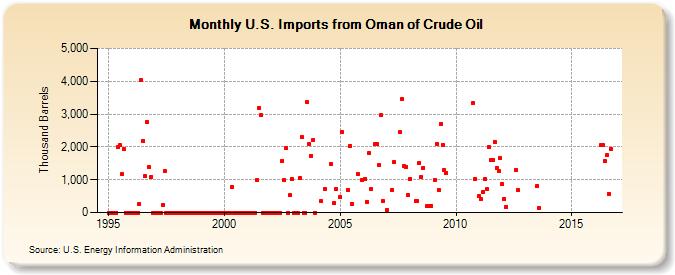 Monthly U.S. Imports from Oman of Crude Oil
Thousand Barrels
5,000
4,000
3,000
2,000
1,000
0
1995 2000 2005 2010 2015
Source: U.S. Energy Information Administration